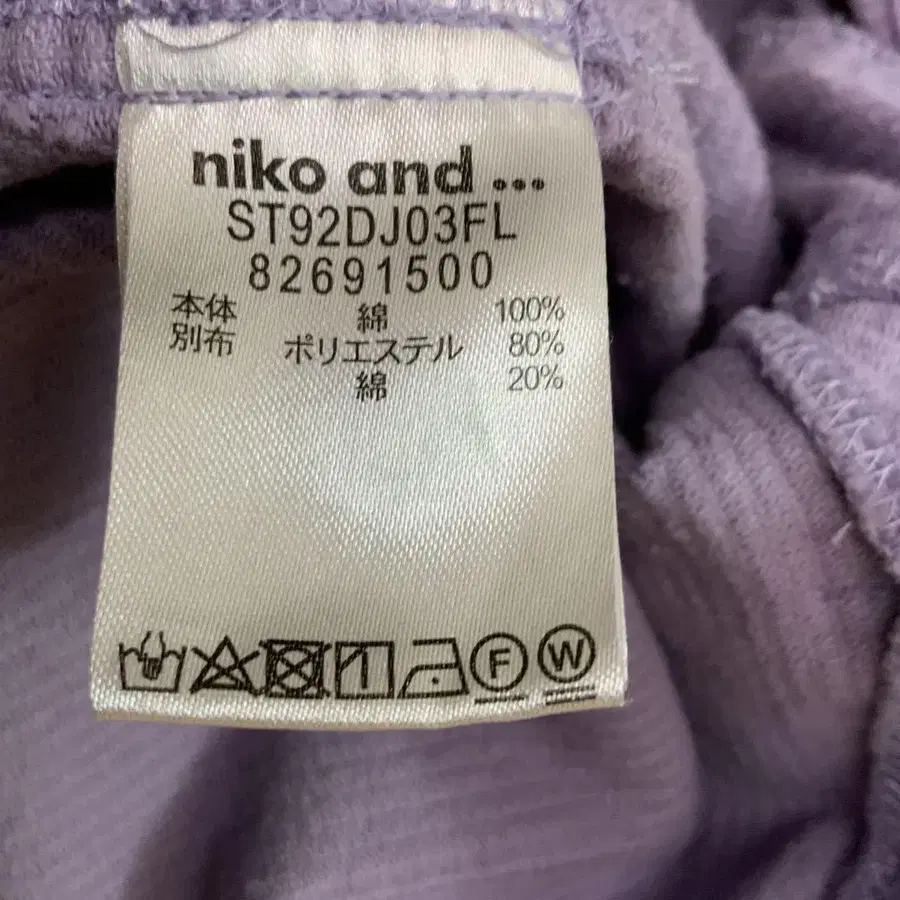 niko and ...
ST92DJ03FL
82691500
本体 綿 100%
別布 ポリエステル 80%
綿 20%
F W